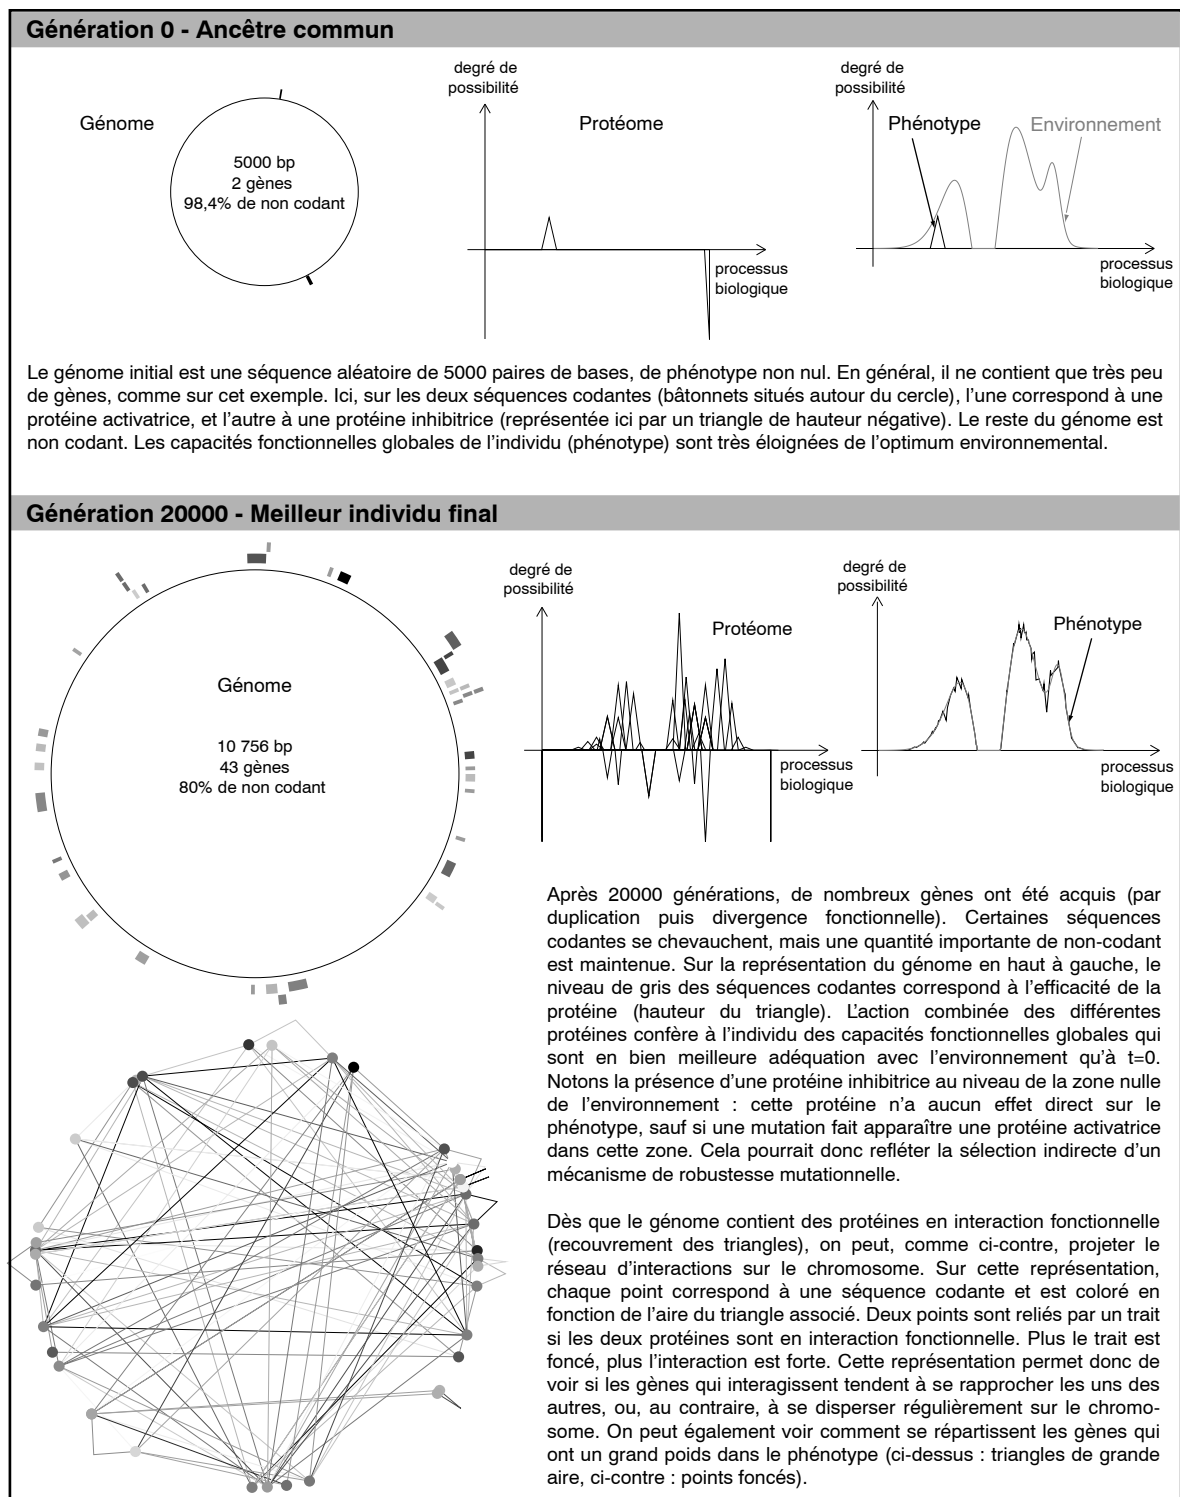 Génération 0 - Ancêtre commun
degré de
possibilité
degré de
possibilité
Génome
Protéome
Phénotype
Environnement
5000 bp
2 gènes
98,4% de non codant
processus
biologique
processus
biologique
Le génome initial est une séquence aléatoire de 5000 paires de bases, de phénotype non nul. En général, il ne contient que très peu
de gènes, comme sur cet exemple. Ici, sur les deux séquences codantes (bâtonnets situés autour du cercle), l'une correspond à une
protéine activatrice, et l'autre à une protéine inhibitrice (représentée ici par un triangle de hauteur négative). Le reste du génome est
non codant. Les capacités fonctionnelles globales de l'individu (phénotype) sont très éloignées de l'optimum environnemental.
Génération 20000 - Meilleur individu final
degré de
possibilité
degré de
possibilité
Protéome
Phénotype
Génome
10 756 bp
43 gènes
80% de non codant
processus
biologique
processus
biologique
Après 20000 générations, de nombreux gènes ont été acquis (par
duplication puis divergence fonctionnelle). Certaines séquences
codantes se chevauchent, mais une quantité importante de non-codant
est maintenue. Sur la représentation du génome en haut à gauche, le
niveau de gris des séquences codantes correspond à l'efficacité de la
protéine (hauteur du triangle). L'action combinée des différentes
protéines confère à l'individu des capacités fonctionnelles globales qui
sont en bien meilleure adéquation avec l'environnement qu'à t=0.
Notons la présence d'une protéine inhibitrice au niveau de la zone nulle
de l'environnement : cette protéine n'a aucun effet direct sur le
phénotype, sauf si une mutation fait apparaître une protéine activatrice
dans cette zone. Cela pourrait donc refléter la sélection indirecte d'un
mécanisme de robustesse mutationnelle.
Dès que le génome contient des protéines en interaction fonctionnelle
(recouvrement des triangles), on peut, comme ci-contre, projeter le
réseau d'interactions sur le chromosome. Sur cette représentation,
chaque point correspond à une séquence codante et est coloré en
fonction de l'aire du triangle associé. Deux points sont reliés par un trait
si les deux protéines sont en interaction fonctionnelle. Plus le trait est
foncé, plus l'interaction est forte. Cette représentation permet donc de
voir si les gènes qui interagissent tendent à se rapprocher les uns des
autres, ou, au contraire, à se disperser régulièrement sur le chromo-
some. On peut également voir comment se répartissent les gènes qui
ont un grand poids dans le phénotype (ci-dessus : triangles de grande
aire, ci-contre : points foncés).